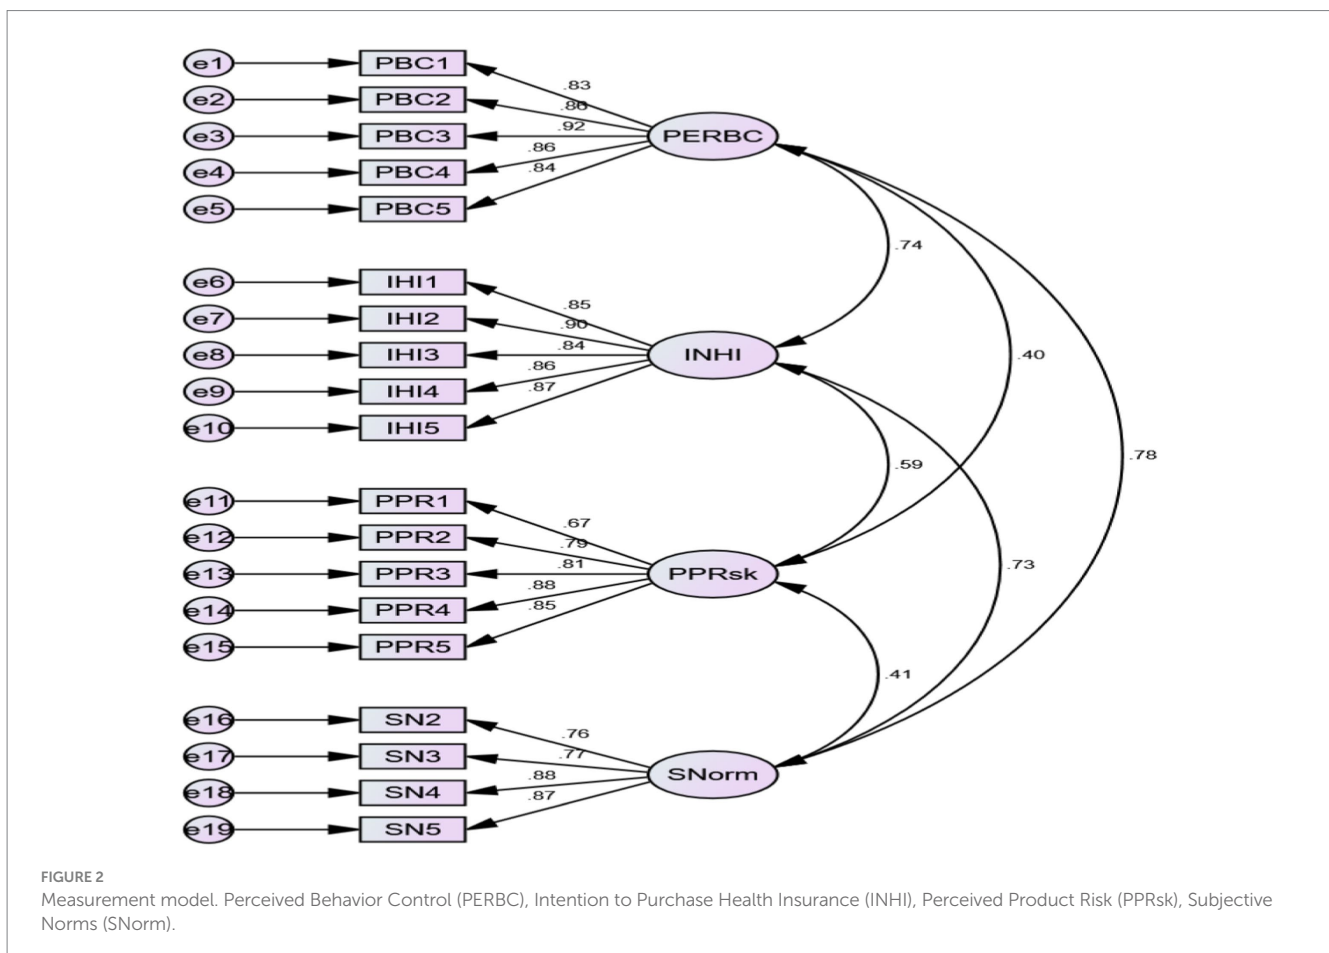 e1 PBC1
.83
e2 PBC2
.86
e3 PBC3 PERBC
.92
e4 PBC4
.86
e5 PBC5
.84
.74
e6 IHI1
.85
e7 IHI2
.90
e8 IHI3 INHI
.84
.40
e9 IHI4
.86
e10 IHI5
.87
.78
.59
e11 PPR1
.67
e12 PPR2
.79
e13 PPR3 PPRsk
.81
.73
e14 PPR4
.88
e15 PPR5
.85
.41
e16 SN2
.76
e17 SN3 SNorm
.77
e18 SN4
.88
e19 SN5
.87
FIGURE 2
Measurement model. Perceived Behavior Control (PERBC), Intention to Purchase Health Insurance (INHI), Perceived Product Risk (PPRsk), Subjective
Norms (SNorm).